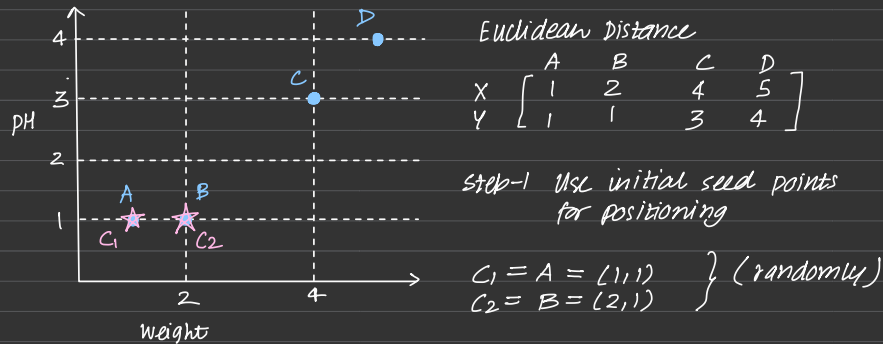 D
4
C
3
PH
2
A
B
1
C1
C2
2
4
Weight
Euclidean Distance
A B C D
X [ 1 2 4 5 ]
Y [ 1 1 3 4 ]
Step-1 Use initial seed points
for positioning
C1 = A = (1,1) } (randomly)
C2 = B = (2,1)